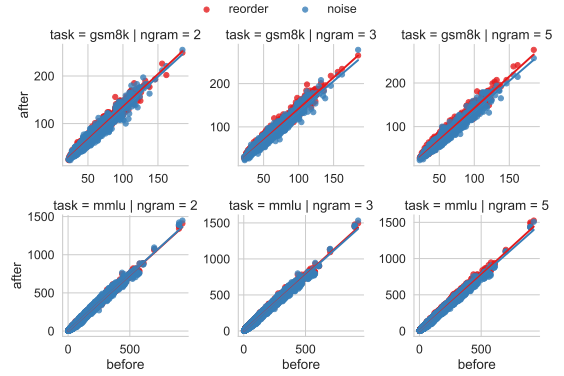 reorder noise
task = gsm8k | ngram = 2 task = gsm8k | ngram = 3 task = gsm8k | ngram = 5
200 200 200
after
100 100 100
50 100 150 50 100 150 50 100 150
task = mmlu | ngram = 2 task = mmlu | ngram = 3 task = mmlu | ngram = 5
1500 1500 1500
1000 1000 1000
after
500 500 500
0 0 0
0 500 0 500 0 500
before before before